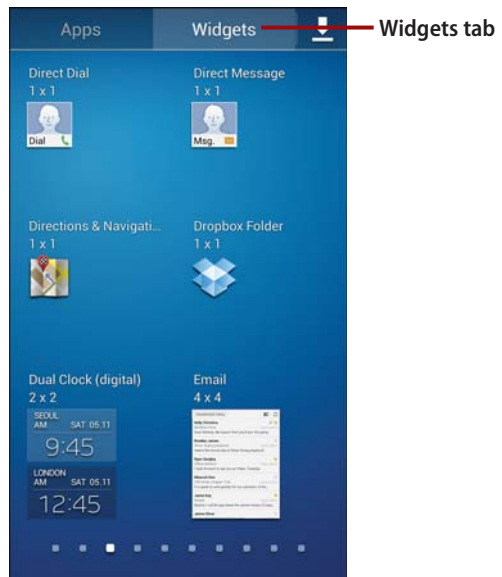 Apps Widgets
Widgets tab
Direct Dial Direct Message
1 x 1 1 x 1
Dial Msg.
Directions & Navigati... Dropbox Folder
1 x 1 1 x 1
Dual Clock (digital) Email
2 x 2 4 x 4
SEOUL
AM SAT 05.11
9:45
LONDON
AM SAT 05.11
12:45